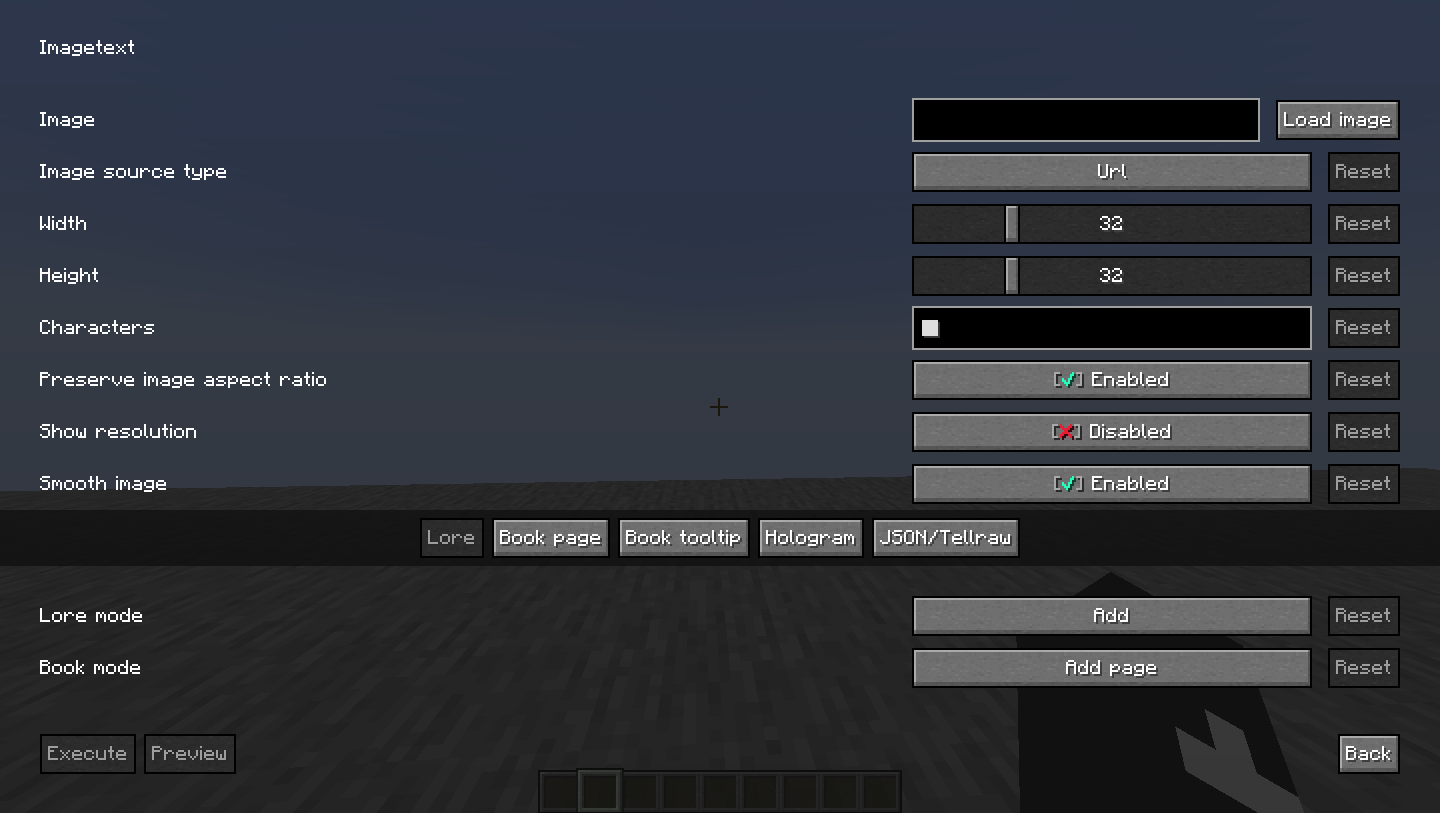 Imagetext
Image Load image
Image source type Url Reset
Width 32 Reset
Height 32 Reset
Characters Reset
Preserve image aspect ratio [✓] Enabled Reset
Show resolution [✗] Disabled Reset
Smooth image [✓] Enabled Reset
Lore Book page Book tooltip Hologram JSON/Tellraw
Lore mode Add Reset
Book mode Add page Reset
Execute Preview Back